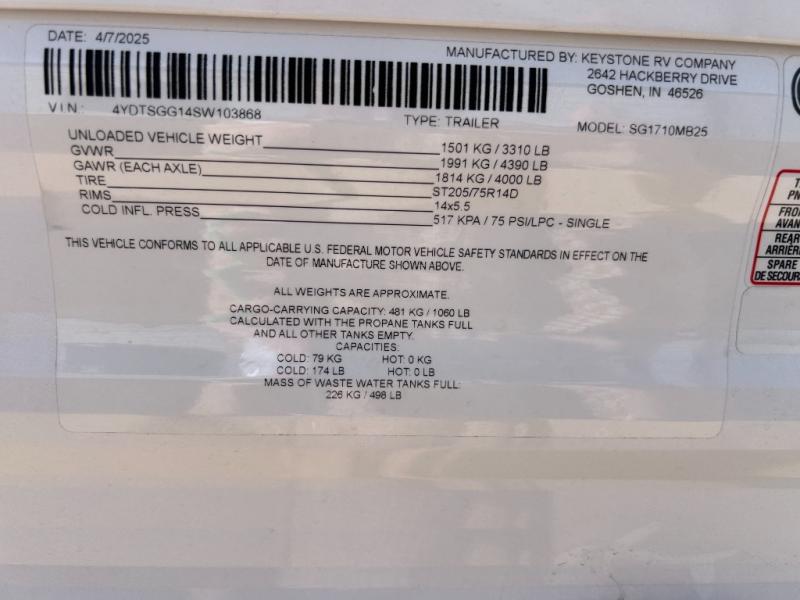 DATE: 4/7/2025
MANUFACTURED BY: KEYSTONE RV COMPANY
2642 HACKBERRY DRIVE
GOSHEN, IN 46526
VIN: 4YDTSGG14SW103868
TYPE: TRAILER
MODEL: SG1710MB25
UNLOADED VEHICLE WEIGHT 1501 KG / 3310 LB
GVWR 1991 KG / 4390 LB
GAWR (EACH AXLE) 1814 KG / 4000 LB
TIRE ST205/75R14D
RIMS 14x5.5
COLD INFL. PRESS 517 KPA / 75 PSI/LPC - SINGLE
THIS VEHICLE CONFORMS TO ALL APPLICABLE U.S. FEDERAL MOTOR VEHICLE SAFETY STANDARDS IN EFFECT ON THE
DATE OF MANUFACTURE SHOWN ABOVE.
ALL WEIGHTS ARE APPROXIMATE.
CARGO-CARRYING CAPACITY: 481 KG / 1060 LB
CALCULATED WITH THE PROPANE TANKS FULL
AND ALL OTHER TANKS EMPTY.
CAPACITIES:
COLD: 79 KG HOT: 0 KG
COLD: 174 LB HOT: 0 LB
MASS OF WASTE WATER TANKS FULL:
226 KG / 498 LB
T
PN
FRO
AVAN
REAR
ARRIÈR
SPARE
DE SECOUR